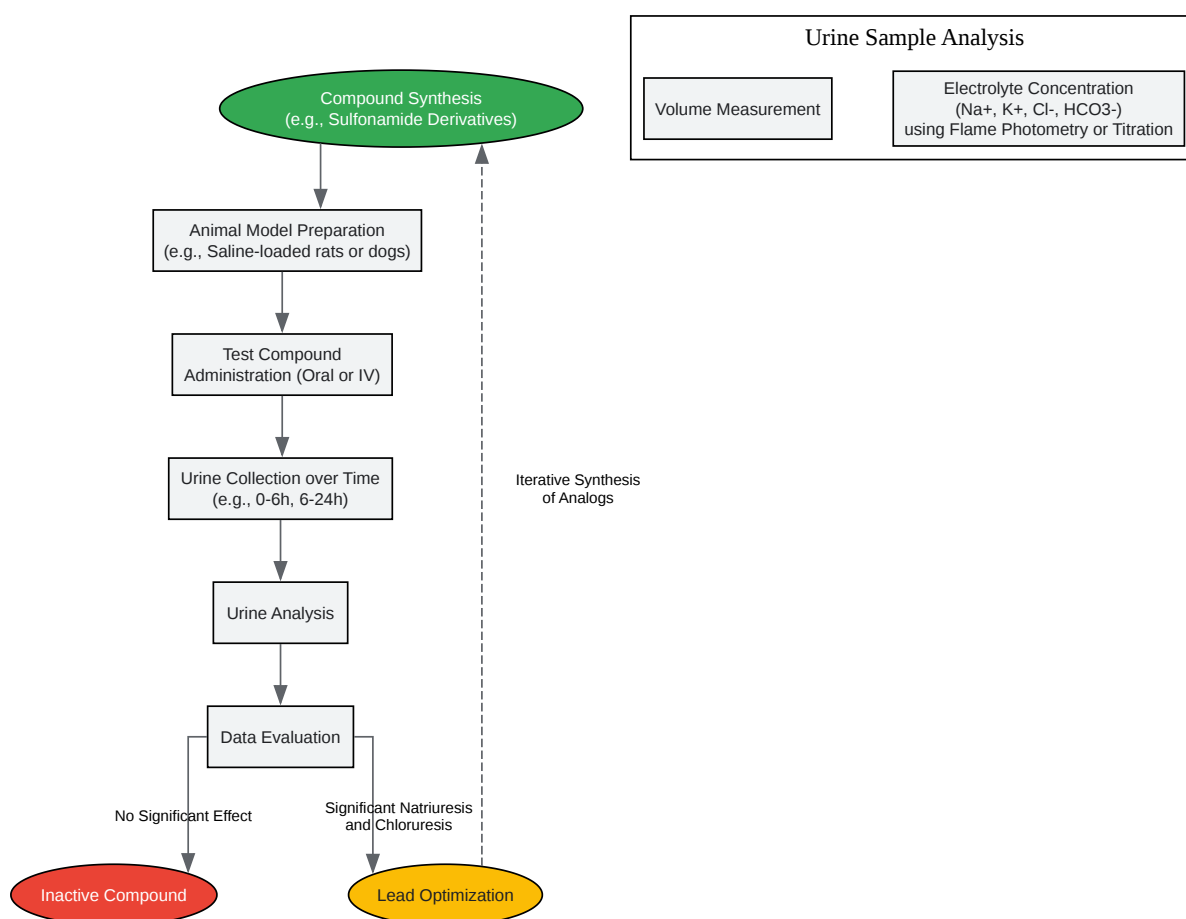 Urine Sample Analysis
Volume Measurement
Electrolyte Concentration
(Na+, K+, Cl-, HCO3-)
using Flame Photometry or Titration
Compound Synthesis
(e.g., Sulfonamide Derivatives)
Animal Model Preparation
(e.g., Saline-loaded rats or dogs)
Test Compound
Administration (Oral or IV)
Urine Collection over Time
(e.g., 0-6h, 6-24h)
Iterative Synthesis
of Analogs
Urine Analysis
Data Evaluation
No Significant Effect
Significant Natriuresis
and Chloruresis
Inactive Compound
Lead Optimization